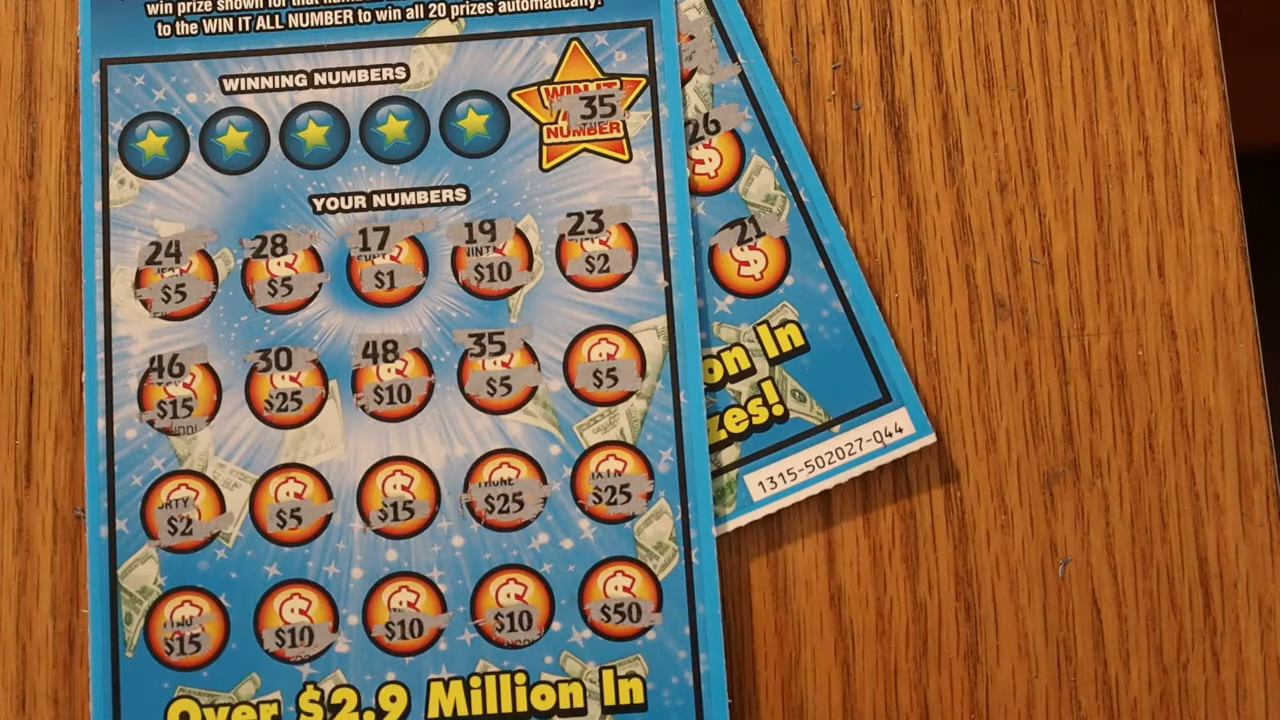 win prize shown for that
to the WIN IT ALL NUMBER to win all 20 prizes automatically!
WINNING NUMBERS
WIN IT
35
NUMBER
YOUR NUMBERS
24 28 17 19 23
$5 $5 $1 $10 $2
46 30 48 35
$15 $25 $10 $5 $5
$2 $5 $15 $25 $25
$15 $10 $10 $10 $50
Over $2.9 Million In
26
$
21
$
on In
zes!
1315-502027-044